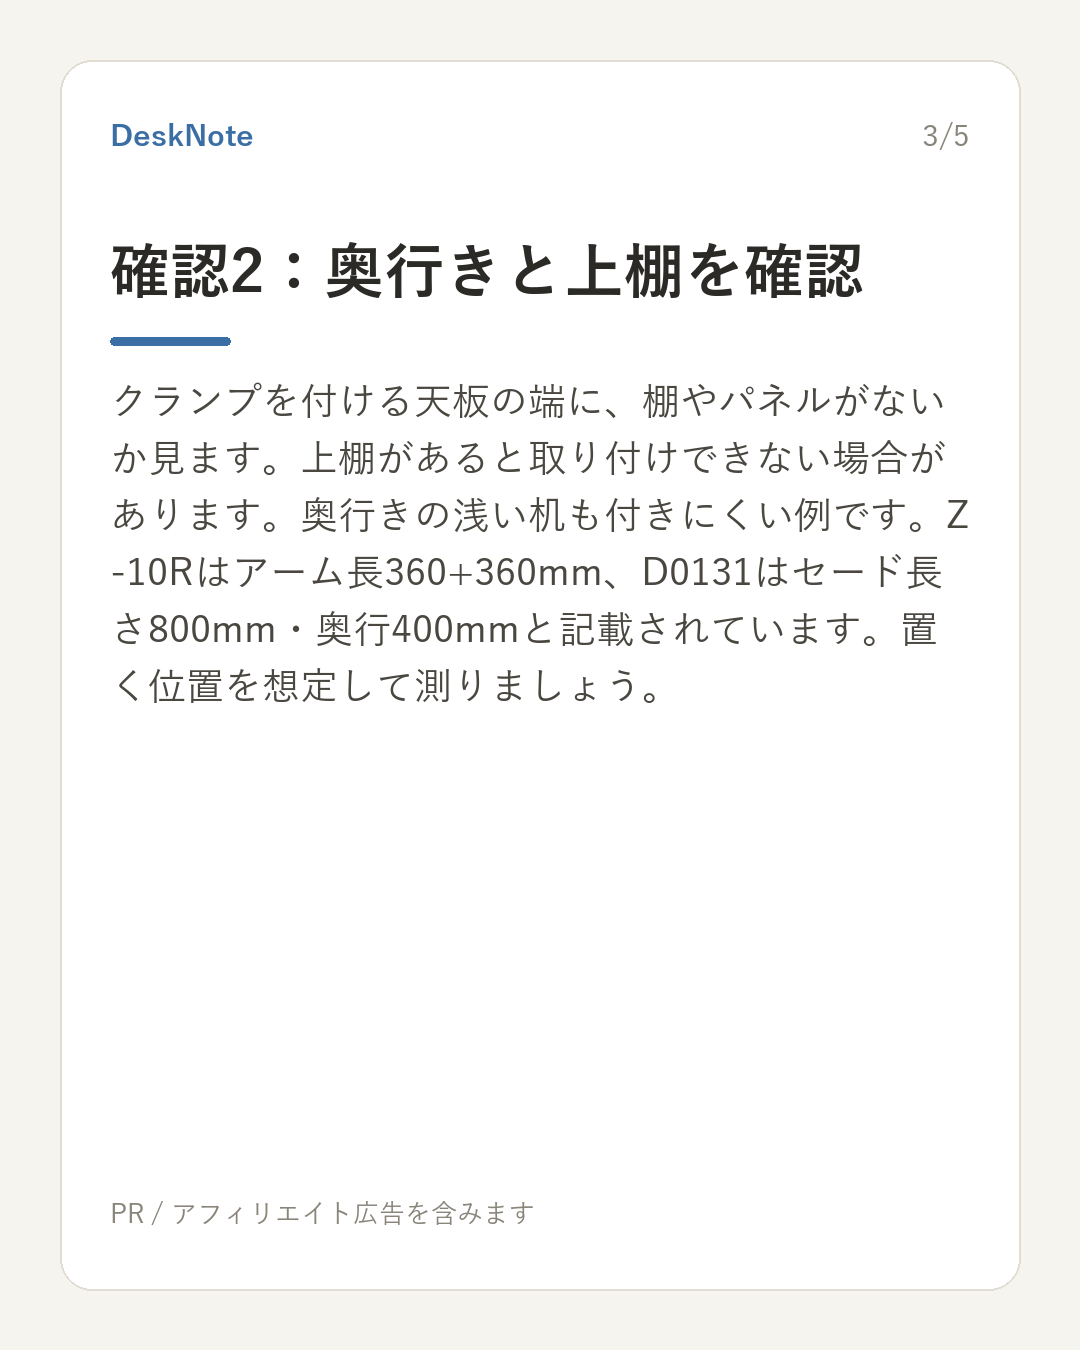 DeskNote
3/5
確認2：奥行きと上棚を確認
クランプを付ける天板の端に、棚やパネルがない
か見ます。上棚があると取り付けできない場合が
あります。奥行きの浅い机も付きにくい例です。Z
-10Rはアーム長360+360mm、D0131はセード長
さ800mm・奥行400mmと記載されています。置
く位置を想定して測りましょう。
PR / アフィリエイト広告を含みます